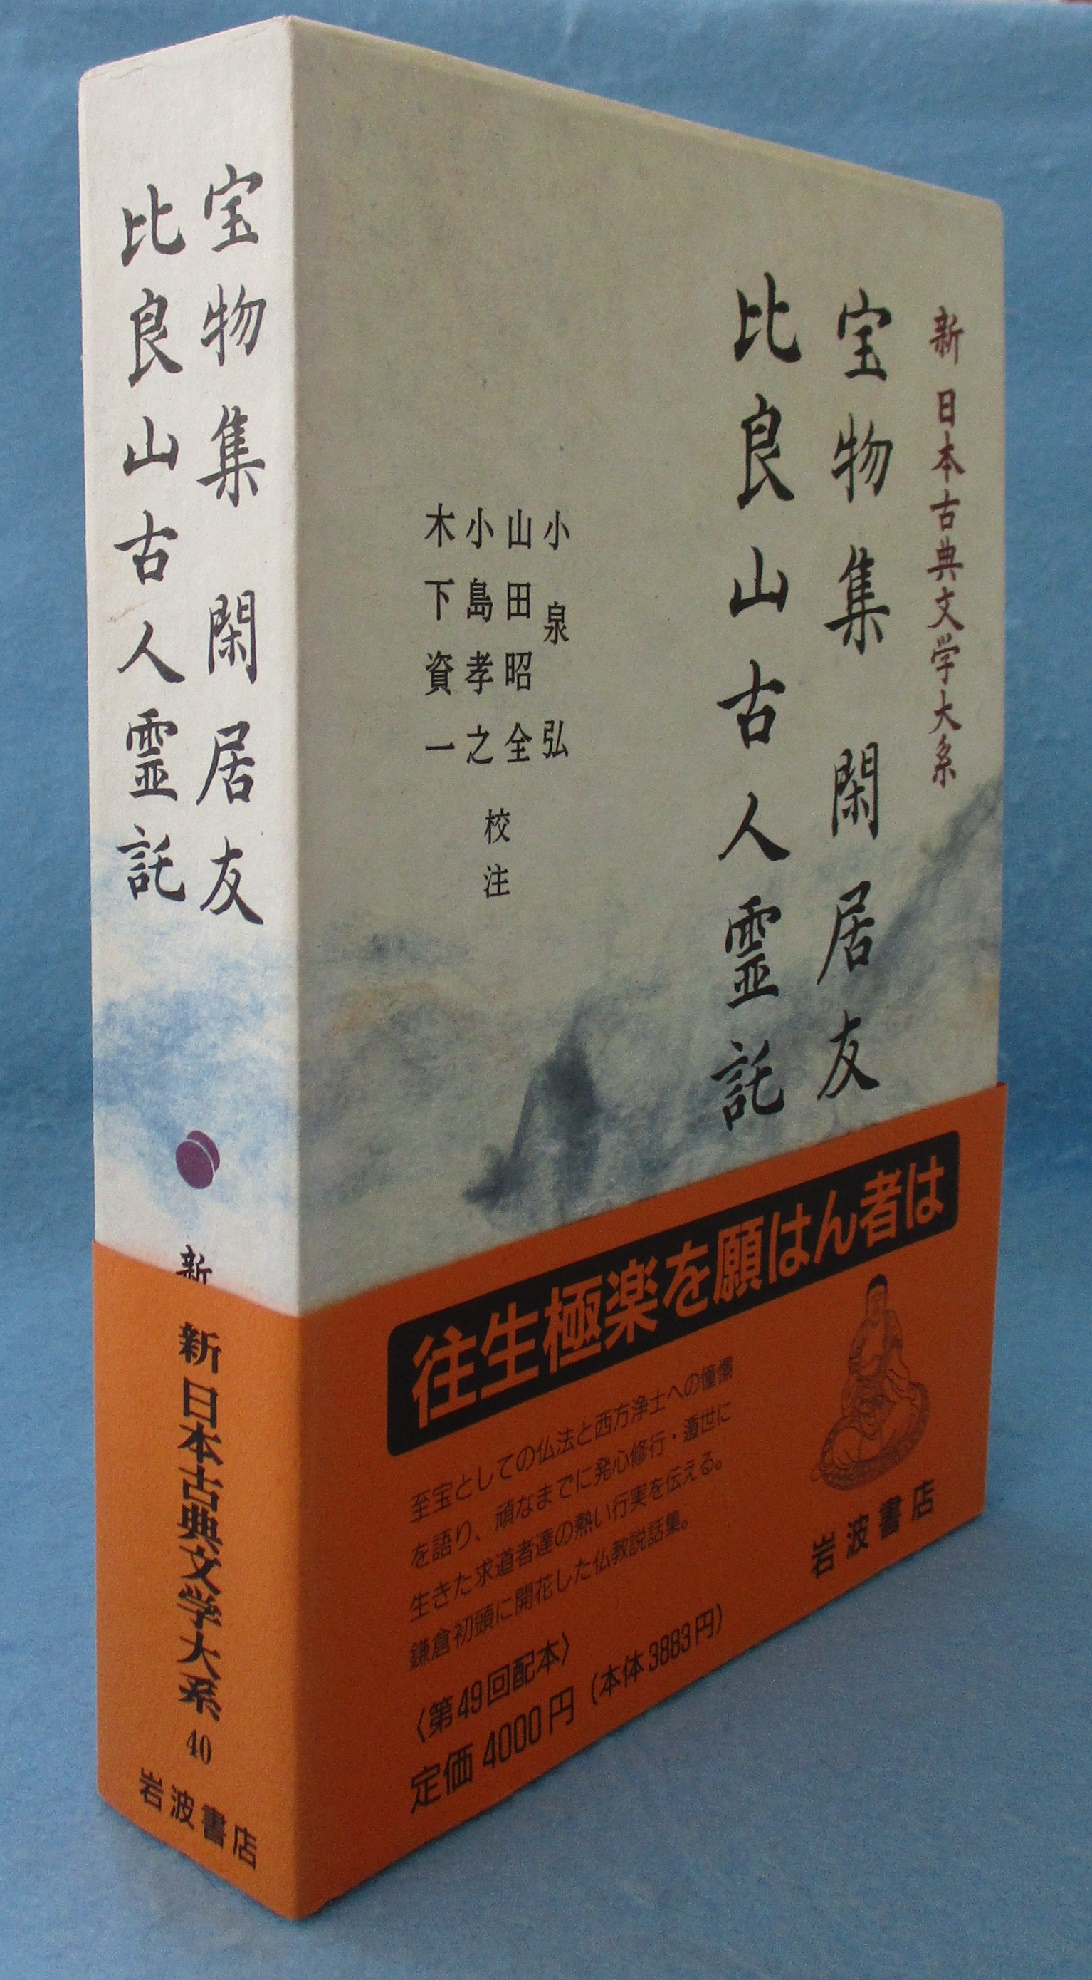 宝物集 閑居友
比良山古人霊託
新
新 日本古典文学大系 40
岩波書店
新 日本古典文学大系
宝物集 閑居友
比良山古人霊託
小泉弘
山田昭全
小島孝之
木下資一
校注
往生極楽を願はん者は
至宝としての仏法と西方浄土への憧憬
を語り、頑なまでに発心修行・遁世に
生きた求道者達の熱い行実を伝える。
鎌倉初頭に開花した仏教説話集。
〈第49回配本〉
定価 4000円 (本体3883円)
岩波書店